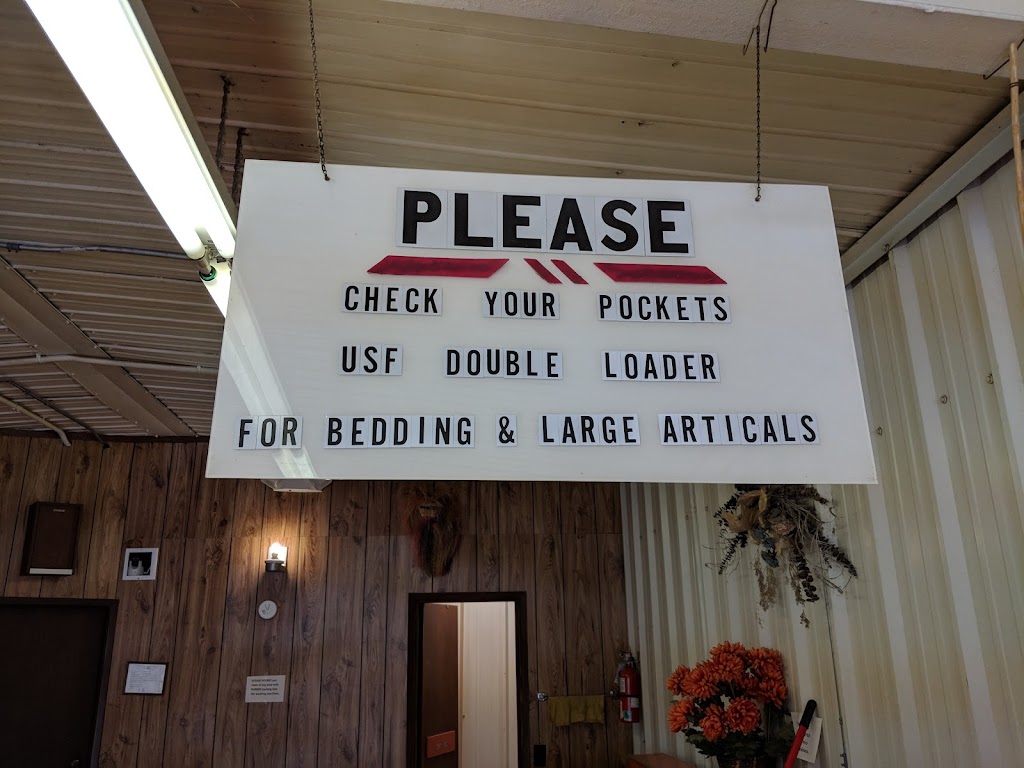 PLEASE
CHECK YOUR POCKETS
USF DOUBLE LOADER
FOR BEDDING & LARGE ARTICALS